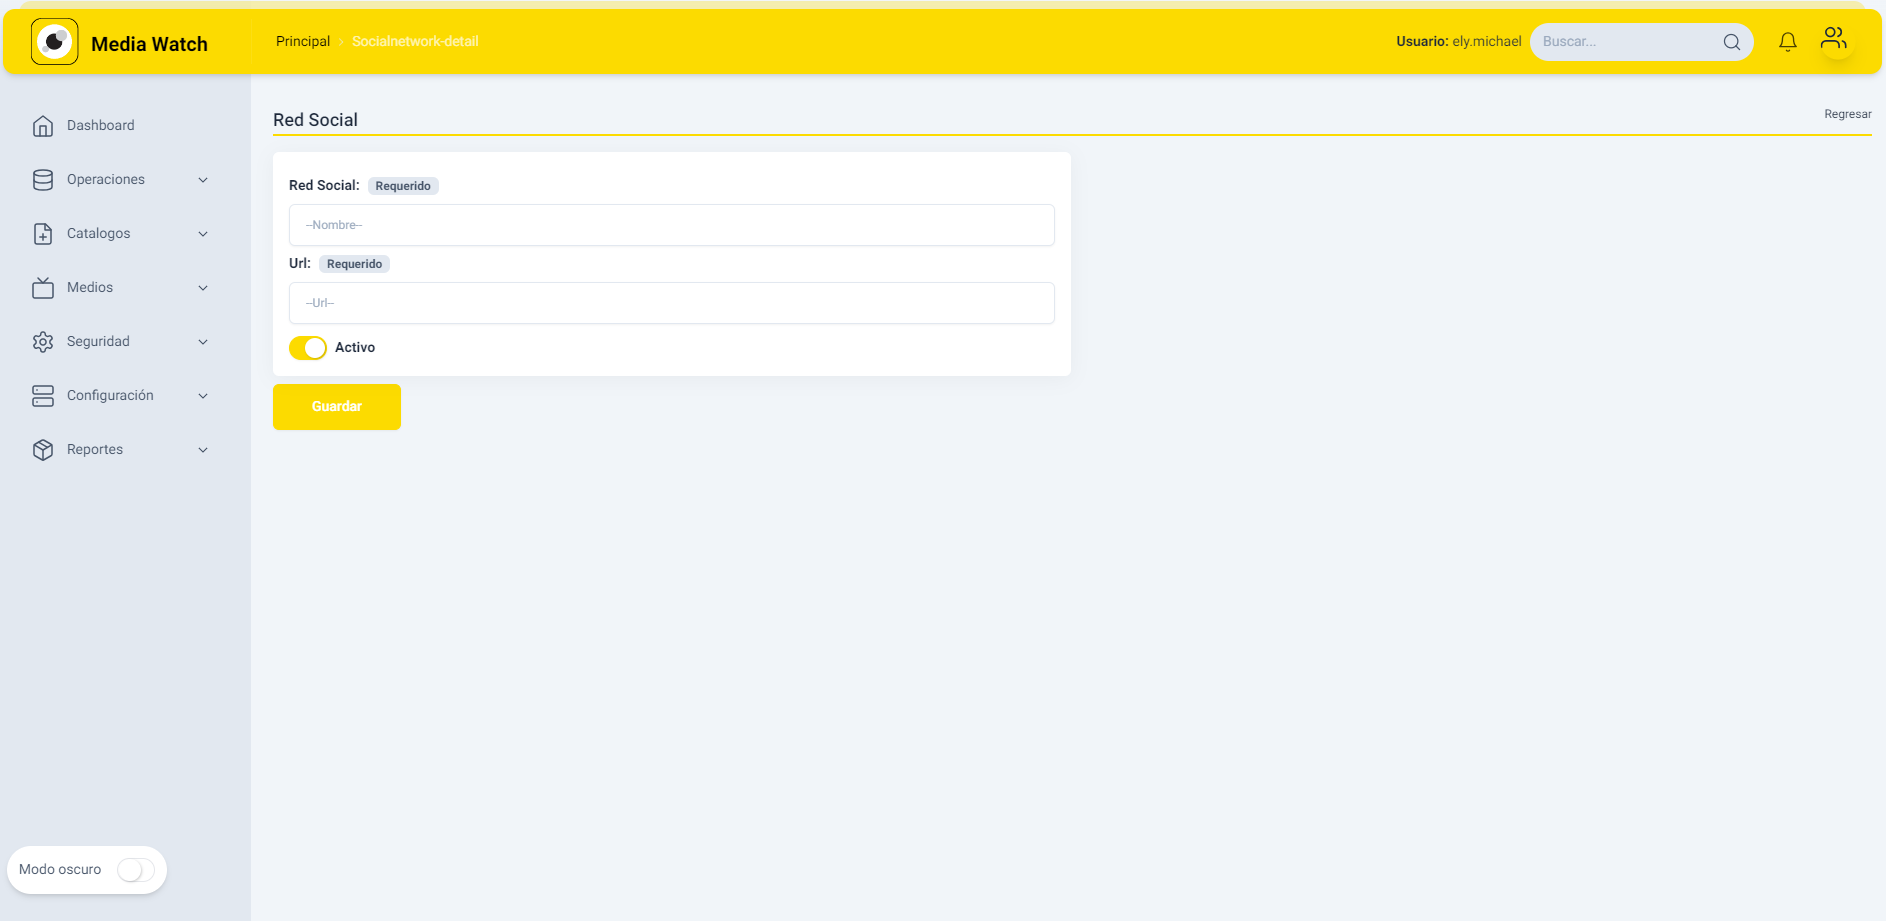 Media Watch
Principal > Socialnetwork-detail
Usuario: ely.michael
Buscar...
Dashboard
Operaciones
Catalogos
Medios
Seguridad
Configuración
Reportes
Modo oscuro
Red Social
Regresar
Red Social: Requerido
--Nombre--
Url: Requerido
--Url--
Activo
Guardar